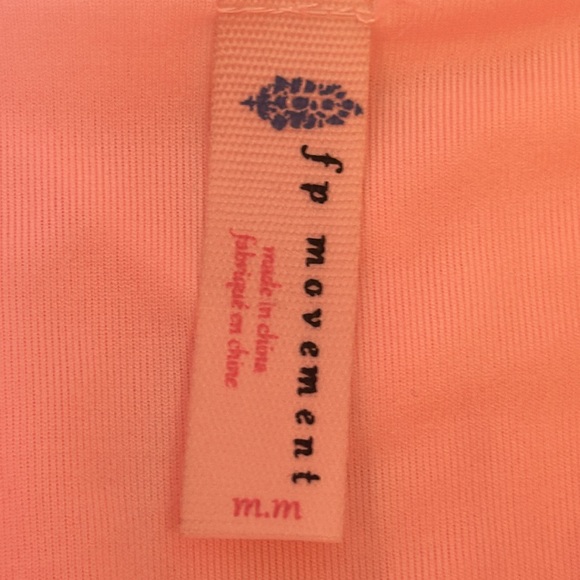 fp movement
made in china
fabriqué en chine
m.m